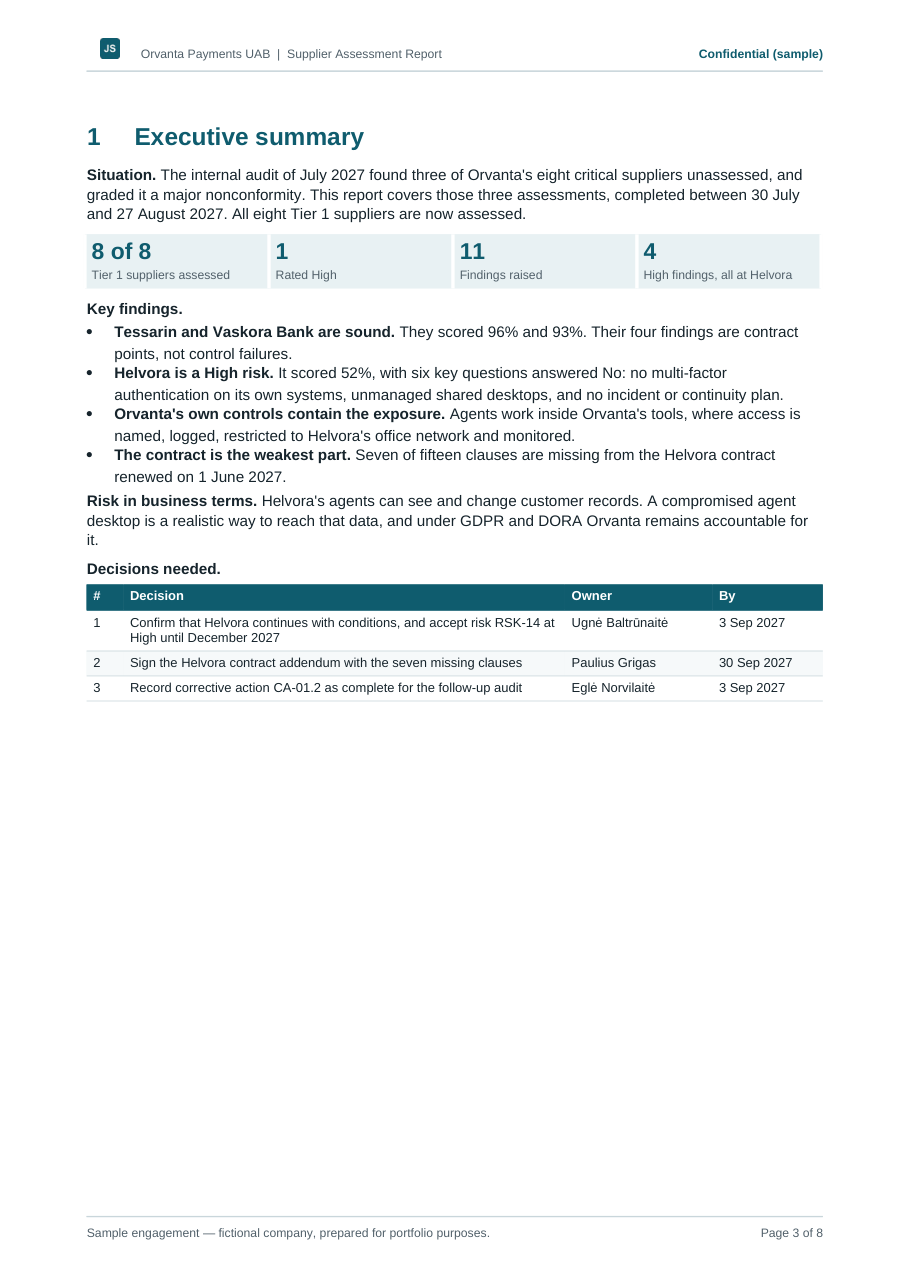 JS
Orvanta Payments UAB | Supplier Assessment Report
Confidential (sample)
1 Executive summary
Situation. The internal audit of July 2027 found three of Orvanta's eight critical suppliers unassessed, and
graded it a major nonconformity. This report covers those three assessments, completed between 30 July
and 27 August 2027. All eight Tier 1 suppliers are now assessed.
8 of 8
Tier 1 suppliers assessed
1
Rated High
11
Findings raised
4
High findings, all at Helvora
Key findings.
• Tessarin and Vaskora Bank are sound. They scored 96% and 93%. Their four findings are contract
points, not control failures.
• Helvora is a High risk. It scored 52%, with six key questions answered No: no multi-factor
authentication on its own systems, unmanaged shared desktops, and no incident or continuity plan.
• Orvanta's own controls contain the exposure. Agents work inside Orvanta's tools, where access is
named, logged, restricted to Helvora's office network and monitored.
• The contract is the weakest part. Seven of fifteen clauses are missing from the Helvora contract
renewed on 1 June 2027.
Risk in business terms. Helvora's agents can see and change customer records. A compromised agent
desktop is a realistic way to reach that data, and under GDPR and DORA Orvanta remains accountable for
it.
Decisions needed.
# Decision Owner By
1 Confirm that Helvora continues with conditions, and accept risk RSK-14 at Ugnė Baltrūnaitė 3 Sep 2027
High until December 2027
2 Sign the Helvora contract addendum with the seven missing clauses Paulius Grigas 30 Sep 2027
3 Record corrective action CA-01.2 as complete for the follow-up audit Eglė Norvilaitė 3 Sep 2027
Sample engagement — fictional company, prepared for portfolio purposes.
Page 3 of 8